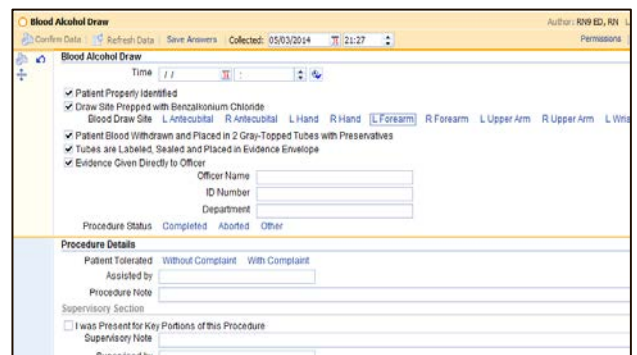 Blood Alcohol Draw Author: RN9 ED, RN
Confirm Data Refresh Data Save Answers Collected: 05/03/2014 21:27 Permissions
Blood Alcohol Draw
Time / / :
Patient Properly Identified
Draw Site Prepped with Benzalkonium Chloride
Blood Draw Site L Antecubital R Antecubital L Hand R Hand L Forearm R Forearm L Upper Arm R Upper Arm L Wris
Patient Blood Withdrawn and Placed in 2 Gray-Topped Tubes with Preservatives
Tubes are Labeled, Sealed and Placed in Evidence Envelope
Evidence Given Directly to Officer
Officer Name
ID Number
Department
Procedure Status Completed Aborted Other
Procedure Details
Patient Tolerated Without Complaint With Complaint
Assisted by
Procedure Note
Supervisory Section
I was Present for Key Portions of this Procedure
Supervisory Note
Supervised by